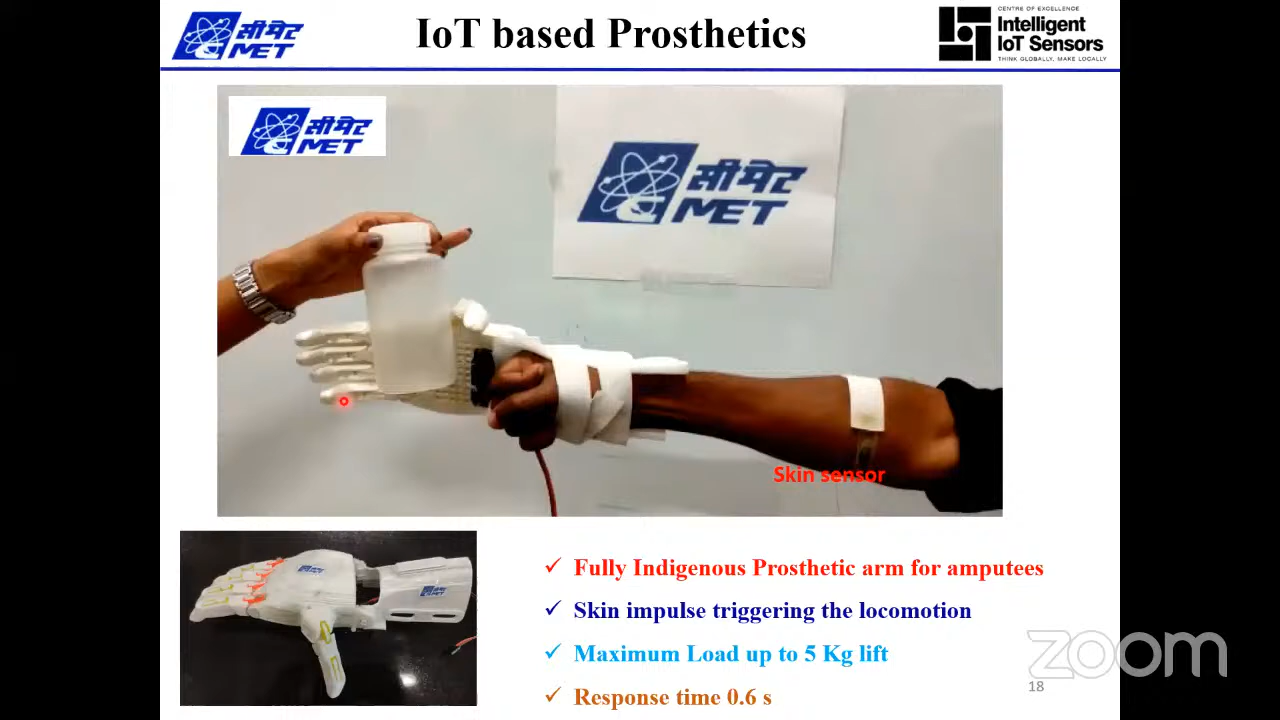 सीमेट
C MET
IoT based Prosthetics
CENTRE OF EXCELLENCE
Intelligent
IoT Sensors
THINK GLOBALLY, MAKE LOCALLY
सीमेट
C MET
सीमेट
C MET
Skin sensor
Fully Indigenous Prosthetic arm for amputees
Skin impulse triggering the locomotion
Maximum Load up to 5 Kg lift
Response time 0.6 s
zoom
18